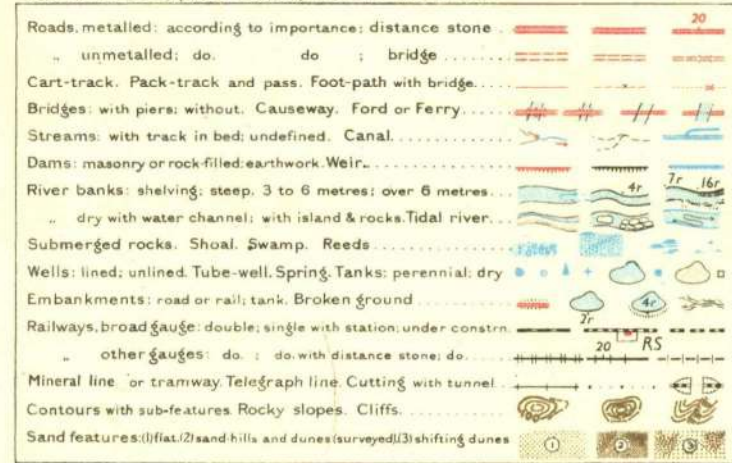 Roads, metalled: according to importance; distance stone .. 20
„ unmetalled; do. do ; bridge ......
Cart-track. Pack-track and pass. Foot-path with bridge....
Bridges: with piers; without. Causeway. Ford or Ferry......
Streams: with track in bed; undefined. Canal..............
Dams: masonry or rock-filled: earthwork. Weir..
River banks: shelving; steep. 3 to 6 metres; over 6 metres... 4r 7r 16r
„ dry with water channel; with island & rocks. Tidal river...
Submerged rocks. Shoal. Swamp. Reeds ................
Wells: lined; unlined. Tube-well. Spring. Tanks: perennial; dry
Embankments: road or rail; tank. Broken ground .......... 2r 4r
Railways, broad gauge: double; single with station; under constrn. RS
„ other gauges: do. ; do. with distance stone; do.... 20
Mineral line or tramway. Telegraph line. Cutting with tunnel..
Contours with sub-features. Rocky slopes. Cliffs..........
Sand features: (1) flat, (2) sand-hills and dunes (surveyed), (3) shifting dunes 1 2 3